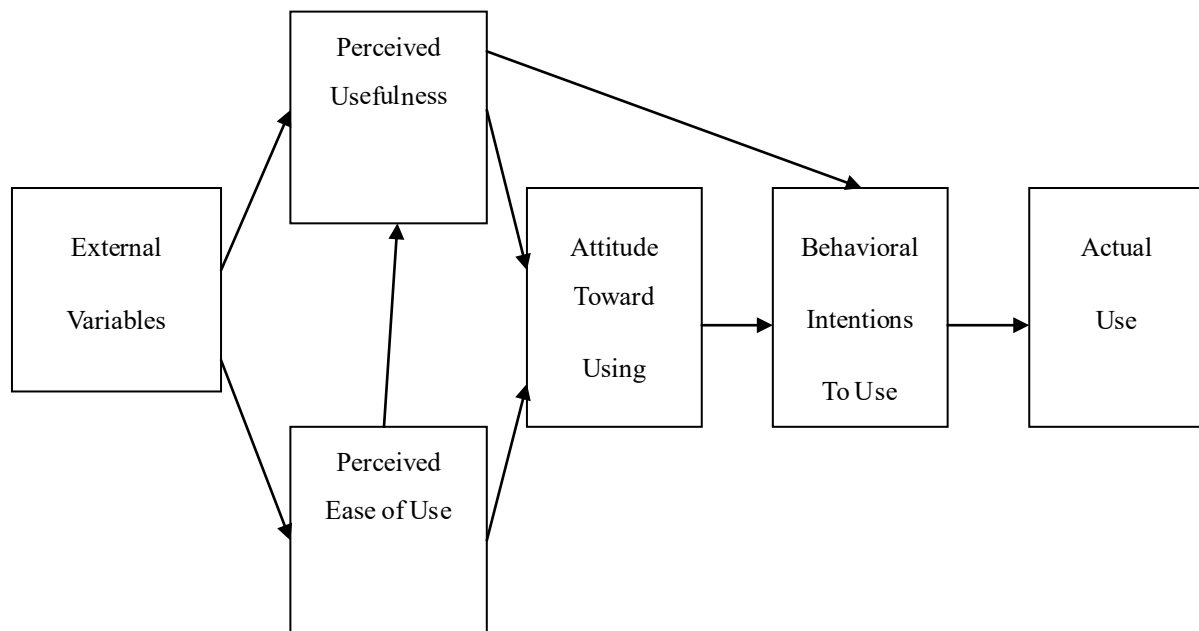 Perceived
Usefulness
External
Variables
Perceived
Ease of Use
Attitude
Toward
Using
Behavioral
Intentions
To Use
Actual
Use